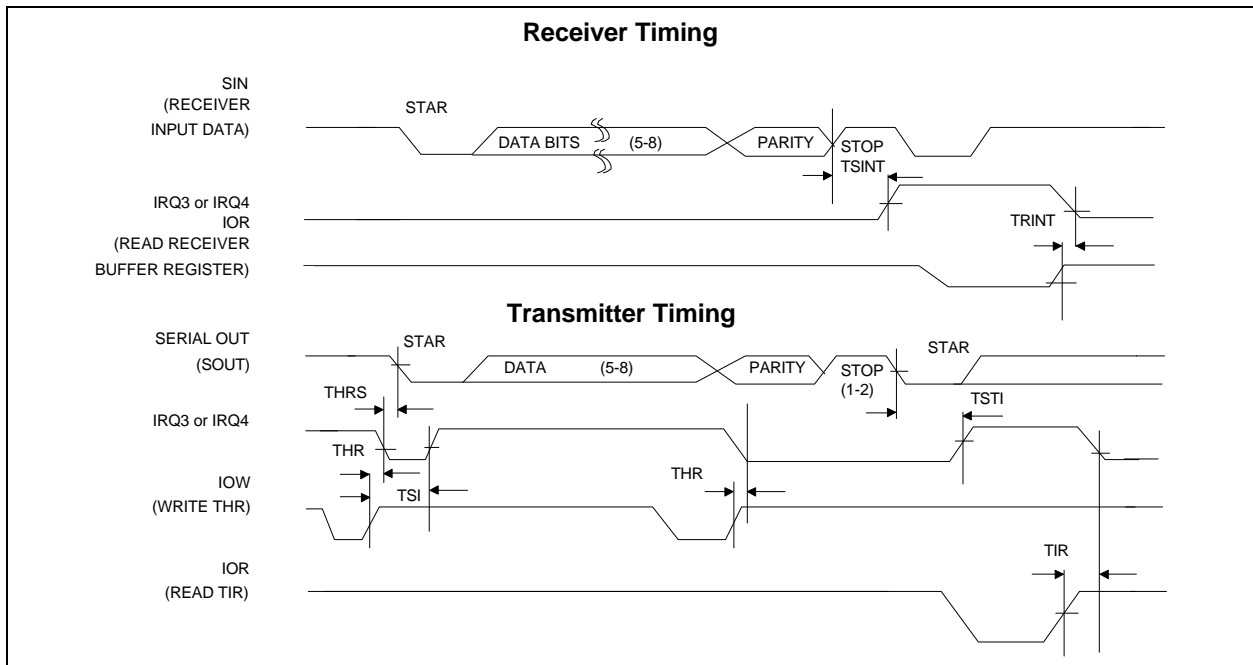 Receiver Timing
SIN
(RECEIVER
INPUT DATA)
STAR
DATA BITS (5-8)
PARITY
STOP
TSINT
IRQ3 or IRQ4
IOR
(READ RECEIVER
BUFFER REGISTER)
TRINT
Transmitter Timing
SERIAL OUT
(SOUT)
STAR
DATA (5-8)
PARITY
STOP
(1-2)
STAR
THRS
TSTI
IRQ3 or IRQ4
THR
THR
IOW
(WRITE THR)
TSI
IOR
(READ TIR)
TIR